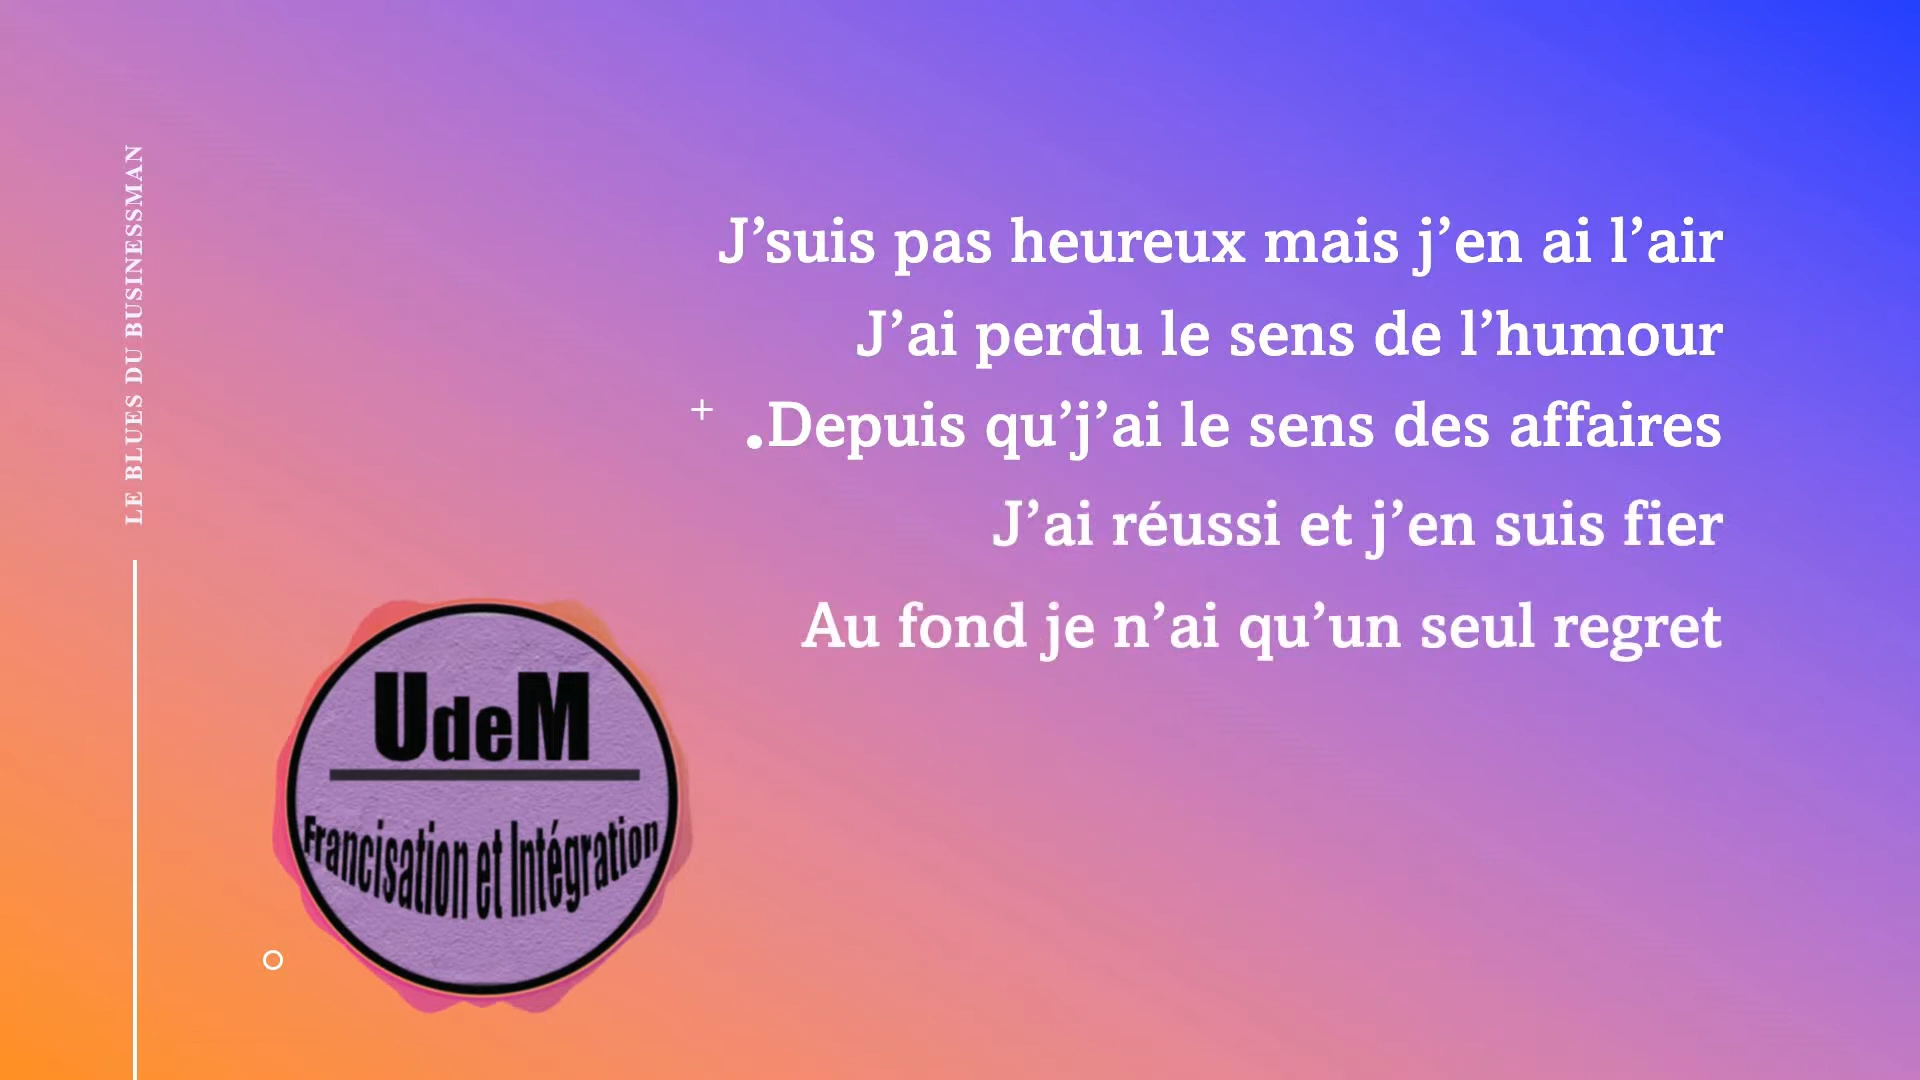 LE BLUES DU BUSINESSMAN
J’suis pas heureux mais j’en ai l’air
J’ai perdu le sens de l’humour
.Depuis qu’j’ai le sens des affaires
J’ai réussi et j’en suis fier
Au fond je n’ai qu’un seul regret
UdeM
Francisation et Intégration